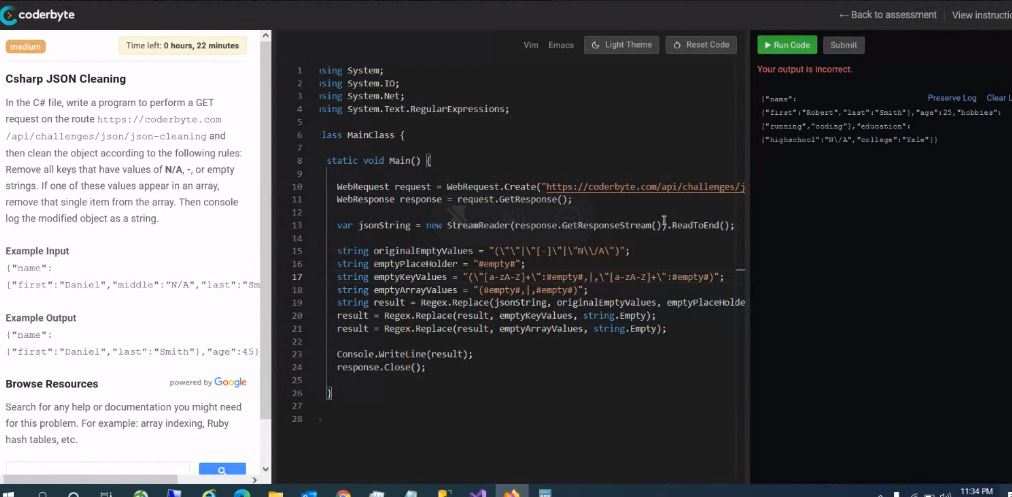 coderbyte
← Back to assessment
View instructio
medium
Time left: 0 hours, 22 minutes
Csharp JSON Cleaning
In the C# file, write a program to perform a GET
request on the route https://coderbyte.com
/api/challenges/json/json-cleaning and
then clean the object according to the following rules:
Remove all keys that have values of N/A, -, or empty
strings. If one of these values appear in an array,
remove that single item from the array. Then console
log the modified object as a string.
Example Input
{"name":
{"first":"Daniel","middle":"N/A","last":"Sm
Example Output
{"name":
{"first":"Daniel","last":"Smith"},"age":45}
Browse Resources
powered by Google
Search for any help or documentation you might need
for this problem. For example: array indexing, Ruby
hash tables, etc.
Vim
Emacs
Light Theme
Reset Code
1 using System;
2 using System.IO;
3 using System.Net;
4 using System.Text.RegularExpressions;
5
6 lass MainClass {
7
8 static void Main() {
9
10 WebRequest request = WebRequest.Create("https://coderbyte.com/api/challenges/j
11 WebResponse response = request.GetResponse();
12
13 var jsonString = new StreamReader(response.GetResponseStream()).ReadToEnd();
14
15 string originalEmptyValues = "(\"\"|\"[-]\"|\"N\\/A\")";
16 string emptyPlaceHolder = "#empty#";
17 string emptyKeyValues = "(\"[a-zA-Z]+\":#empty#,|,\"[a-zA-Z]+\":#empty#)";
18 string emptyArrayValues = "(#empty#,|,#empty#)";
19 string result = Regex.Replace(jsonString, originalEmptyValues, emptyPlaceHolde
20 result = Regex.Replace(result, emptyKeyValues, string.Empty);
21 result = Regex.Replace(result, emptyArrayValues, string.Empty);
22
23 Console.WriteLine(result);
24 response.Close();
25
26 }
27
28
Run Code
Submit
Your output is incorrect.
Preserve Log
Clear L
{"name":
{"first":"Robert","last":"Smith"},"age":25,"hobbies":
["running","coding"],"education":
{"highschool":"N\/A","college":"Yale"}}
11:34 PM